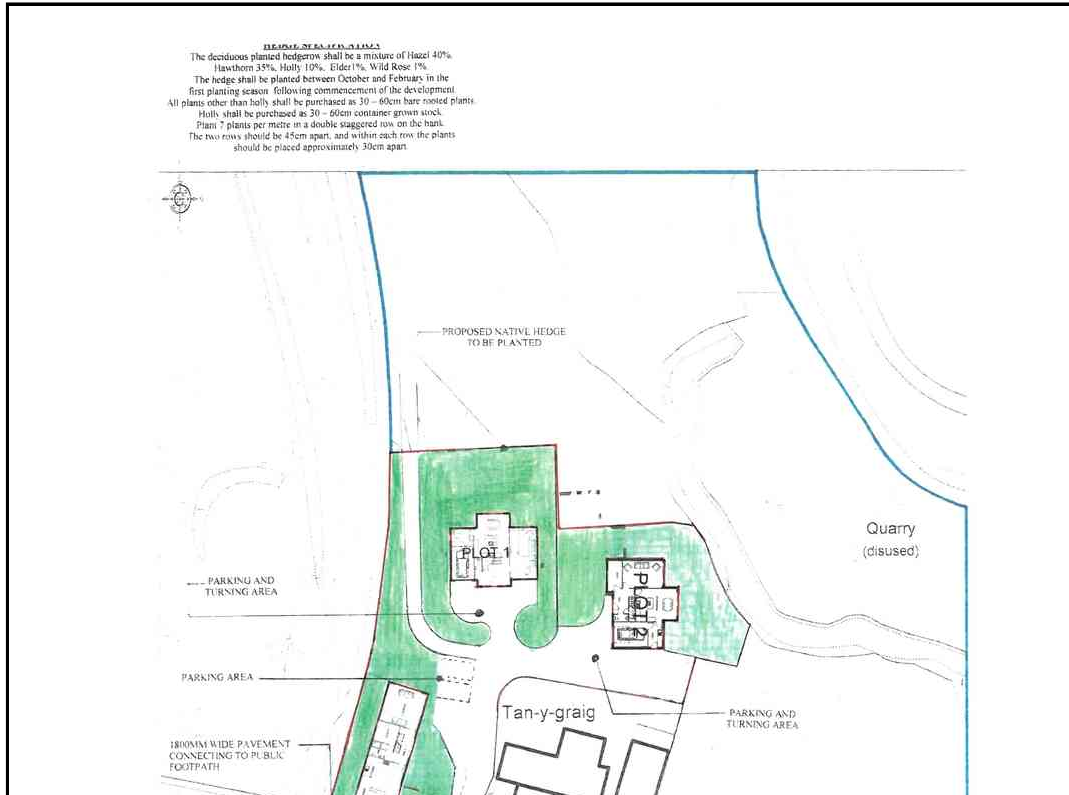 HEDGE SPECIFICATION
The deciduous planted hedgerow shall be a mixture of Hazel 40%,
Hawthorn 35%, Holly 10%, Elder1%, Wild Rose 1%
The hedge shall be planted between October and February in the
first planting season following commencement of the development
All plants other than holly shall be purchased as 30 – 60cm bare rooted plants.
Holly shall be purchased as 30 – 60cm container grown stock
Plant 7 plants per metre in a double staggered row on the bank
The two rows should be 45cm apart, and within each row the plants
should be placed approximately 30cm apart
PROPOSED NATIVE HEDGE
TO BE PLANTED
Quarry
(disused)
PLOT 1
PLOT 2
PARKING AND
TURNING AREA
PARKING AREA
Tan-y-graig
PARKING AND
TURNING AREA
1800MM WIDE PAVEMENT
CONNECTING TO PUBLIC
FOOTPATH